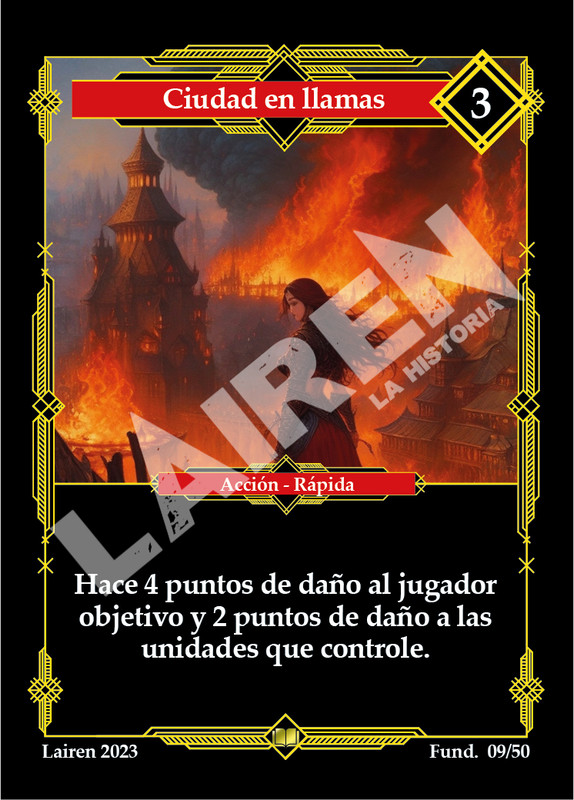 Ciudad en llamas
3
LAIREN
LA HISTORIA
Acción - Rápida
Hace 4 puntos de daño al jugador
objetivo y 2 puntos de daño a las
unidades que controle.
Lairen 2023
Fund. 09/50